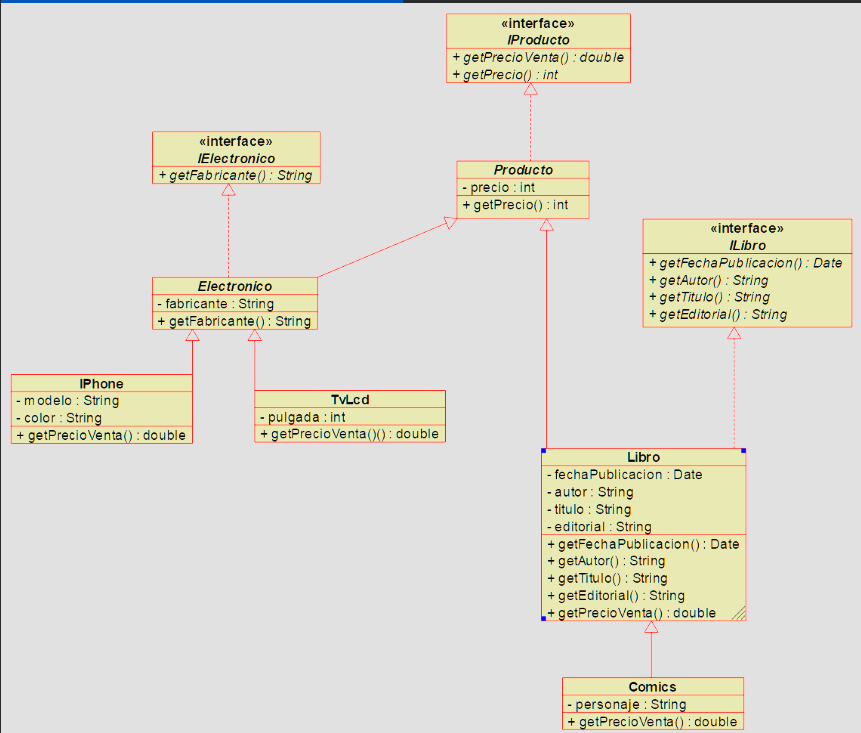 «interface»
IProducto
+ getPrecioVenta() : double
+ getPrecio() : int
«interface»
IElectronico
+ getFabricante() : String
Producto
- precio : int
+ getPrecio() : int
«interface»
ILibro
+ getFechaPublicacion() : Date
+ getAutor() : String
+ getTitulo() : String
+ getEditorial() : String
Electronico
- fabricante : String
+ getFabricante() : String
IPhone
- modelo : String
- color : String
+ getPrecioVenta() : double
TvLcd
- pulgada : int
+ getPrecioVenta()() : double
Libro
- fechaPublicacion : Date
- autor : String
- titulo : String
- editorial : String
+ getFechaPublicacion() : Date
+ getAutor() : String
+ getTitulo() : String
+ getEditorial() : String
+ getPrecioVenta() : double
Comics
- personaje : String
+ getPrecioVenta() : double